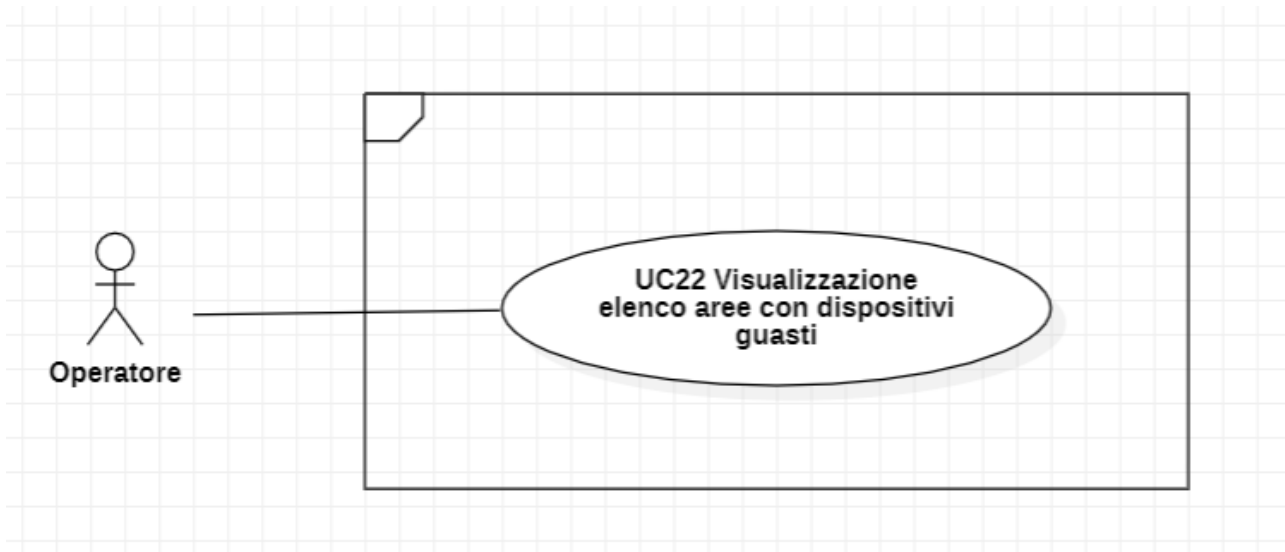 UC22 Visualizzazione
elenco aree con dispositivi
guasti
Operatore